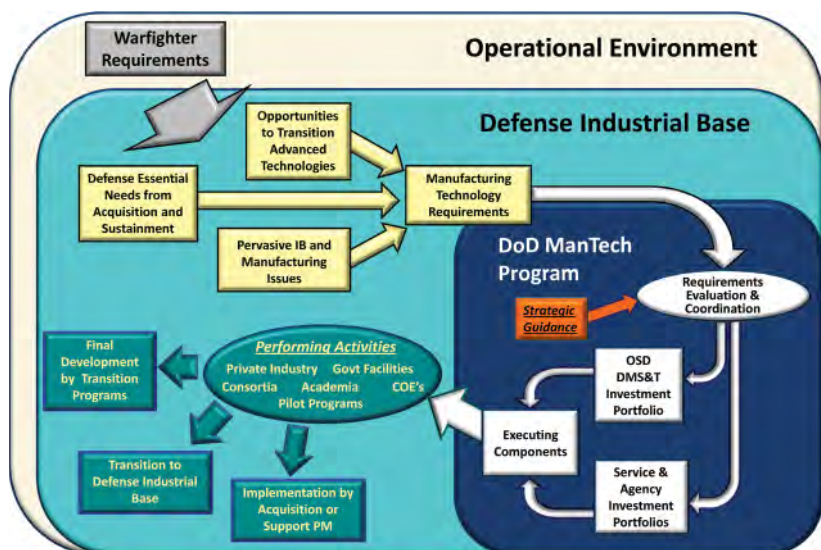 Warfighter
Requirements
Operational Environment
Opportunities
to Transition
Advanced
Technologies
Defense Industrial Base
Defense Essential
Needs from
Acquisition and
Sustainment
Manufacturing
Technology
Requirements
Pervasive IB and
Manufacturing
Issues
DoD ManTech
Program
Requirements
Evaluation &
Coordination
Strategic
Guidance
Final
Development
by Transition
Programs
Performing Activities
Private Industry Govt Facilities
Consortia Academia COE's
Pilot Programs
OSD
DMS&T
Investment
Portfolio
Executing
Components
Transition to
Defense Industrial
Base
Implementation by
Acquisition or
Support PM
Service &
Agency
Investment
Portfolios